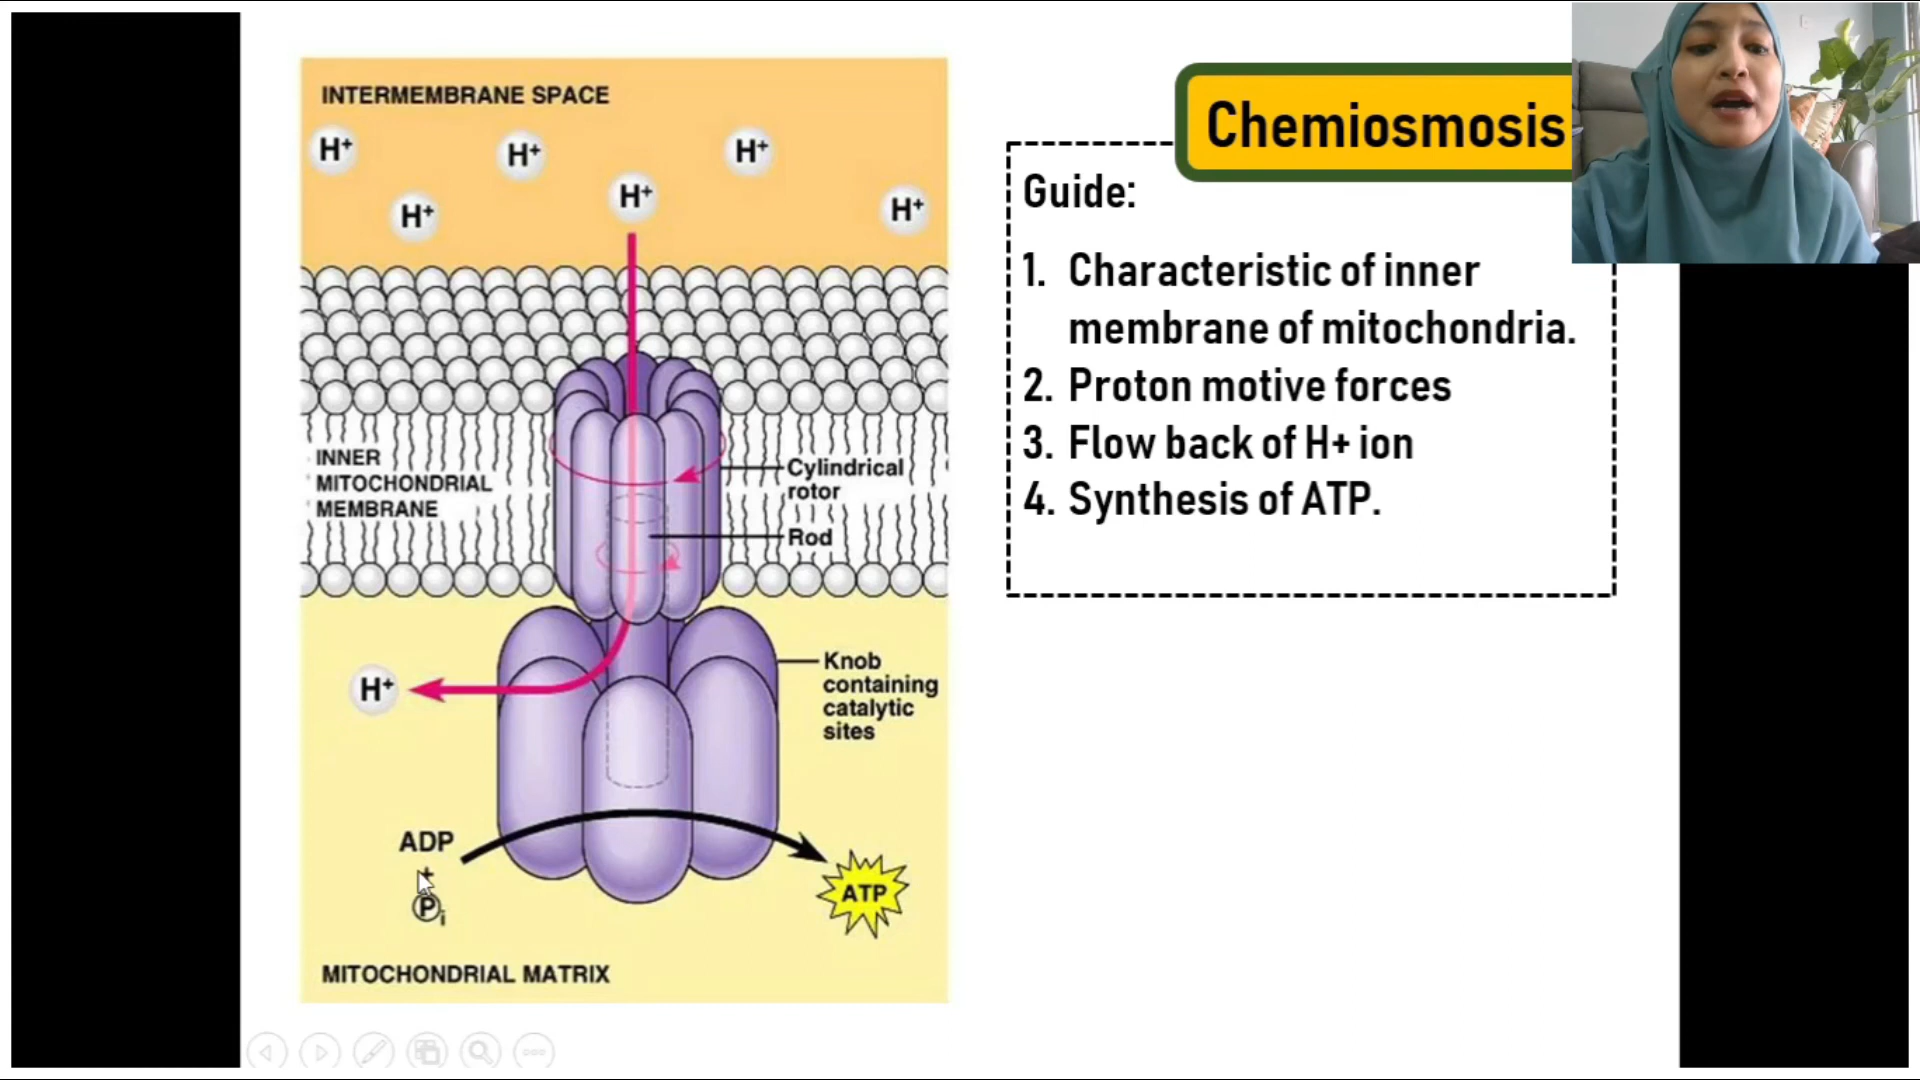 INTERMEMBRANE SPACE
H+
H+
H+
H+
H+
H+
INNER
MITOCHONDRIAL
MEMBRANE
Cylindrical
rotor
Rod
Knob
containing
catalytic
sites
H+
ADP
+
Pi
ATP
MITOCHONDRIAL MATRIX
Chemiosmosis
Guide:
1. Characteristic of inner
membrane of mitochondria.
2. Proton motive forces
3. Flow back of H+ ion
4. Synthesis of ATP.